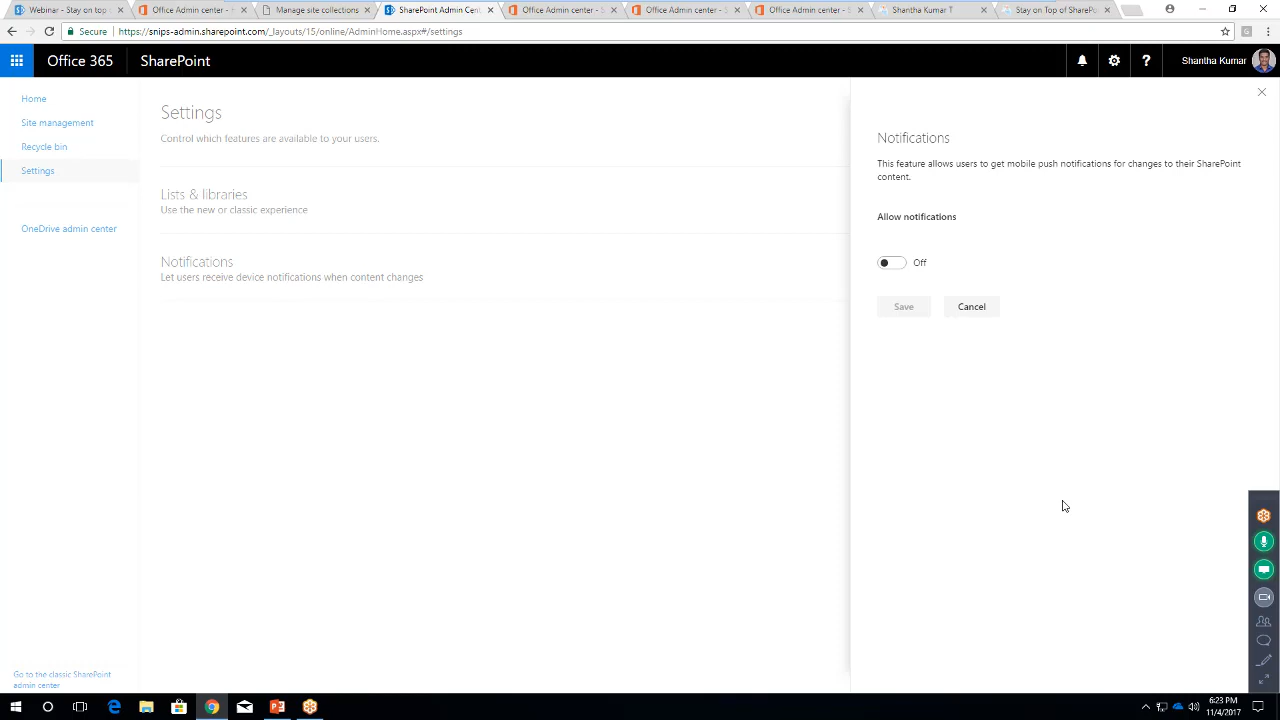 Webinar - Stay on top
Office Admin center -
Manage site collections
SharePoint Admin Cent
Office Admin center - S
Office Admin center - S
Office Admin center - S
Shantha Kumar T
Stay on Top of SharePo
Secure https://snips-admin.sharepoint.com/_layouts/15/online/AdminHome.aspx#/settings
Office 365 SharePoint
Shantha Kumar
Home
Site management
Recycle bin
Settings
OneDrive admin center
Go to the classic SharePoint
admin center
Settings
Control which features are available to your users.
Lists & libraries
Use the new or classic experience
Notifications
Let users receive device notifications when content changes
Notifications
This feature allows users to get mobile push notifications for changes to their SharePoint
content.
Allow notifications
Off
Save Cancel
6:23 PM
11/4/2017